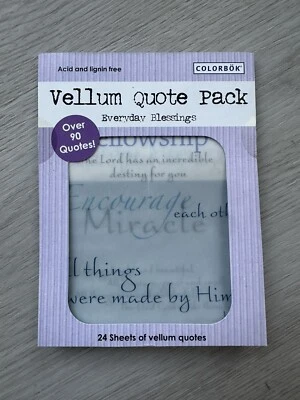 Acid and lignin free
COLORBÖK
Vellum Quote Pack
Everyday Blessings
Over
90
Quotes!
Fellowship
The Lord has an incredible
destiny for you
Encourage
each oth
Miracle
ll things
were made by Him
24 Sheets of vellum quotes